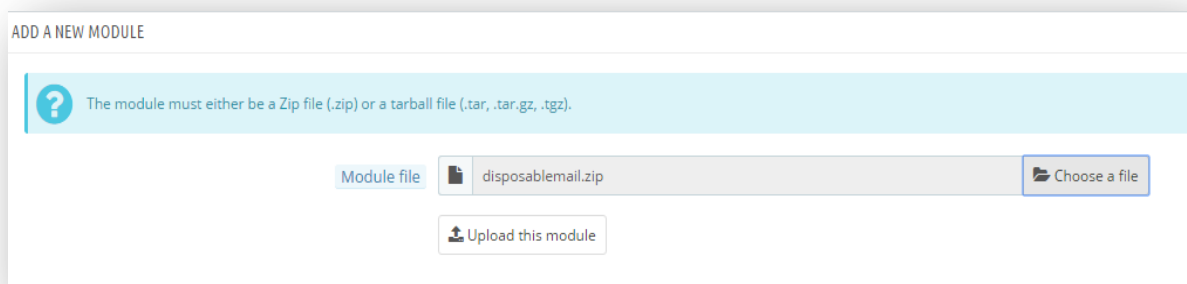 ADD A NEW MODULE
The module must either be a Zip file (.zip) or a tarball file (.tar, .tar.gz, .tgz).
Module file disposablemail.zip Choose a file
Upload this module